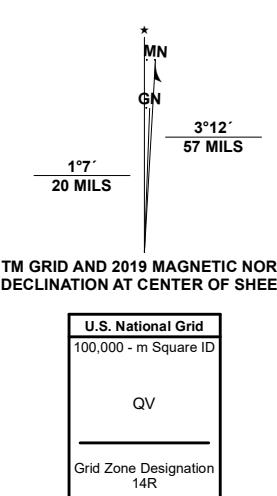 ★
MN
GN
3°12´
57 MILS
1°7´
20 MILS
TM GRID AND 2019 MAGNETIC NOR
DECLINATION AT CENTER OF SHEE
U.S. National Grid
100,000 - m Square ID
QV
Grid Zone Designation
14R